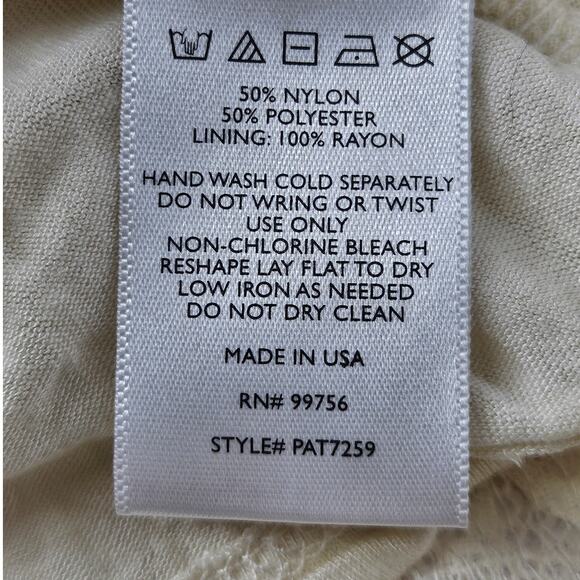 50% NYLON
50% POLYESTER
LINING: 100% RAYON
HAND WASH COLD SEPARATELY
DO NOT WRING OR TWIST
USE ONLY
NON-CHLORINE BLEACH
RESHAPE LAY FLAT TO DRY
LOW IRON AS NEEDED
DO NOT DRY CLEAN
MADE IN USA
RN# 99756
STYLE# PAT7259